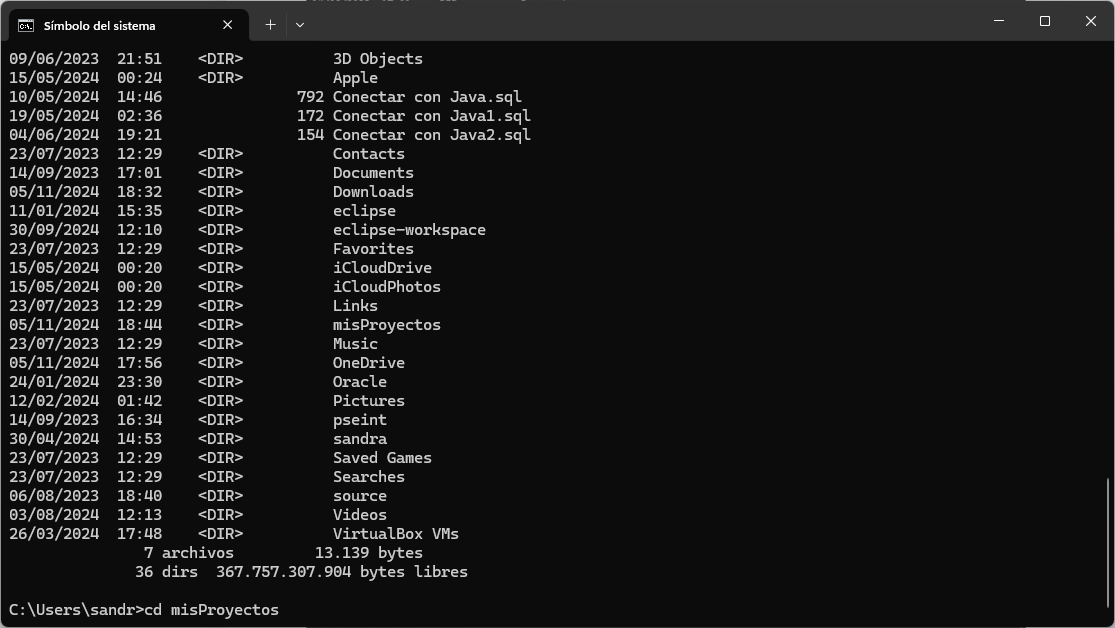 Símbolo del sistema
09/06/2023  21:51    <DIR>          3D Objects
15/05/2024  00:24    <DIR>          Apple
10/05/2024  14:46               792 Conectar con Java.sql
19/05/2024  02:36               172 Conectar con Java1.sql
04/06/2024  19:21               154 Conectar con Java2.sql
23/07/2023  12:29    <DIR>          Contacts
14/09/2023  17:01    <DIR>          Documents
05/11/2024  18:32    <DIR>          Downloads
11/01/2024  15:35    <DIR>          eclipse
30/09/2024  12:10    <DIR>          eclipse-workspace
23/07/2023  12:29    <DIR>          Favorites
15/05/2024  00:20    <DIR>          iCloudDrive
15/05/2024  00:20    <DIR>          iCloudPhotos
23/07/2023  12:29    <DIR>          Links
05/11/2024  18:44    <DIR>          misProyectos
23/07/2023  12:29    <DIR>          Music
05/11/2024  17:56    <DIR>          OneDrive
24/01/2024  23:30    <DIR>          Oracle
12/02/2024  01:42    <DIR>          Pictures
14/09/2023  16:34    <DIR>          pseint
30/04/2024  14:53    <DIR>          sandra
23/07/2023  12:29    <DIR>          Saved Games
23/07/2023  12:29    <DIR>          Searches
06/08/2023  18:40    <DIR>          source
03/08/2024  12:13    <DIR>          Videos
26/03/2024  17:48    <DIR>          VirtualBox VMs
               7 archivos         13.139 bytes
              36 dirs  367.757.307.904 bytes libres
C:\Users\sandr>cd misProyectos